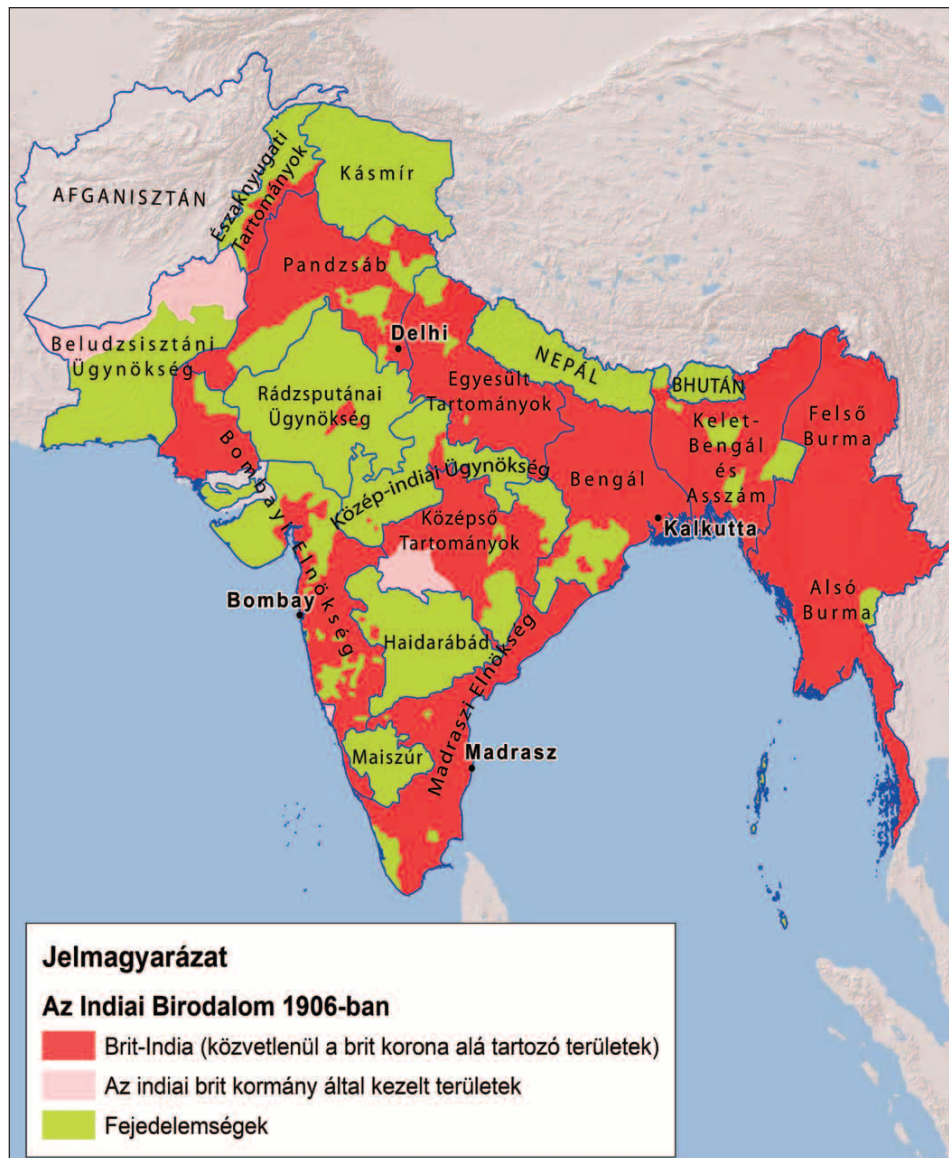 Északnyugati
Tartományok
Kásmír
AFGANISZTÁN
Pandzsáb
Beludzsisztáni
Ügynökség
Delhi
NEPÁL
BHUTÁN
Rádzsputánai
Ügynökség
Egyesült
Tartományok
Kelet-
Bengál
és
Asszám
Felső
Burma
Közép-indiai Ügynökség
Bengál
Bombayi Elnökség
Középső
Tartományok
Kalkutta
Alsó
Burma
Bombay
Haidarábád
Madraszi Elnökség
Maiszúr
Madrasz
Jelmagyarázat
Az Indiai Birodalom 1906-ban
Brit-India (közvetlenül a brit korona alá tartozó területek)
Az indiai brit kormány által kezelt területek
Fejedelemségek